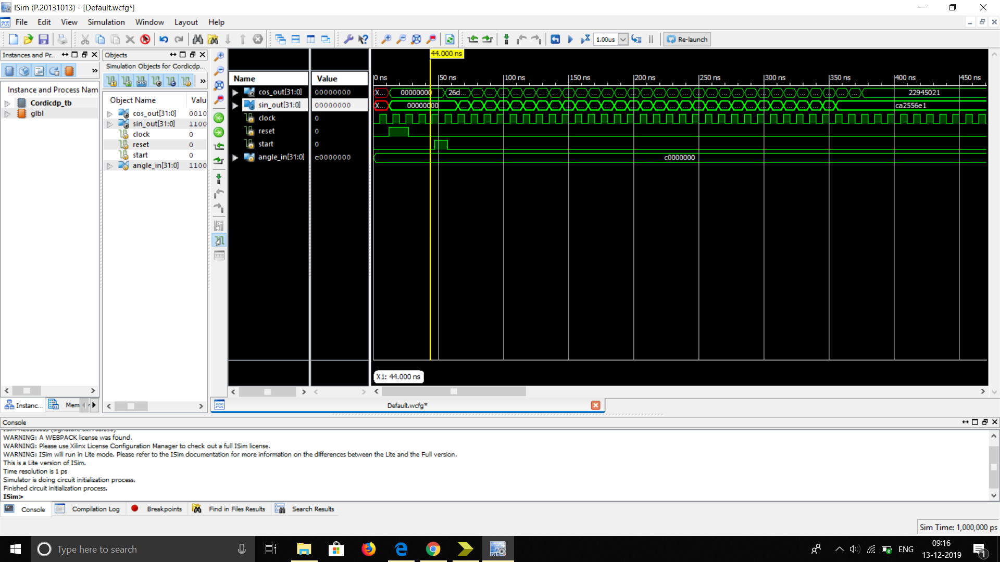 ISim (P.20131013) - [Default.wcfg*]
File Edit View Simulation Window Layout Help
1.00us Re-launch
Instances and Pr...
Instance and Process Nam
Cordicdp_tb
glbl
Instanc... Mem
Objects
Simulation Objects for Cordicdp...
Object Name Valu
cos_out[31:0] 0010
sin_out[31:0] 1100
clock 0
reset 0
start 0
angle_in[31:0] 1100
Name Value
cos_out[31:0] 00000000
sin_out[31:0] 00000000
clock 0
reset 0
start 0
angle_in[31:0] c0000000
44.000 ns
0 ns 50 ns 100 ns 150 ns 200 ns 250 ns 300 ns 350 ns 400 ns 450 ns
X... 00000000 26d... ... ... ... ... ... ... ... ... ... ... ... ... ... ... ... ... ... ... ... ... ... ... ... ... ... ... ... ... ... ... 22945021
X... 00000000 ... ... ... ... ... ... ... ... ... ... ... ... ... ... ... ... ... ... ... ... ... ... ... ... ... ... ... ... ... ca2556e1
c0000000
X1: 44.000 ns
Default.wcfg*
Console
WARNING: A WEBPACK license was found.
WARNING: Please use Xilinx License Configuration Manager to check out a full ISim license.
WARNING: ISim will run in Lite mode. Please refer to the ISim documentation for more information on the differences between the Lite and the Full version.
This is a Lite version of ISim.
Time resolution is 1 ps
Simulator is doing circuit initialization process.
Finished circuit initialization process.
ISim>
Console Compilation Log Breakpoints Find in Files Results Search Results
Sim Time: 1,000,000 ps
Type here to search
ENG
09:16
13-12-2019
1